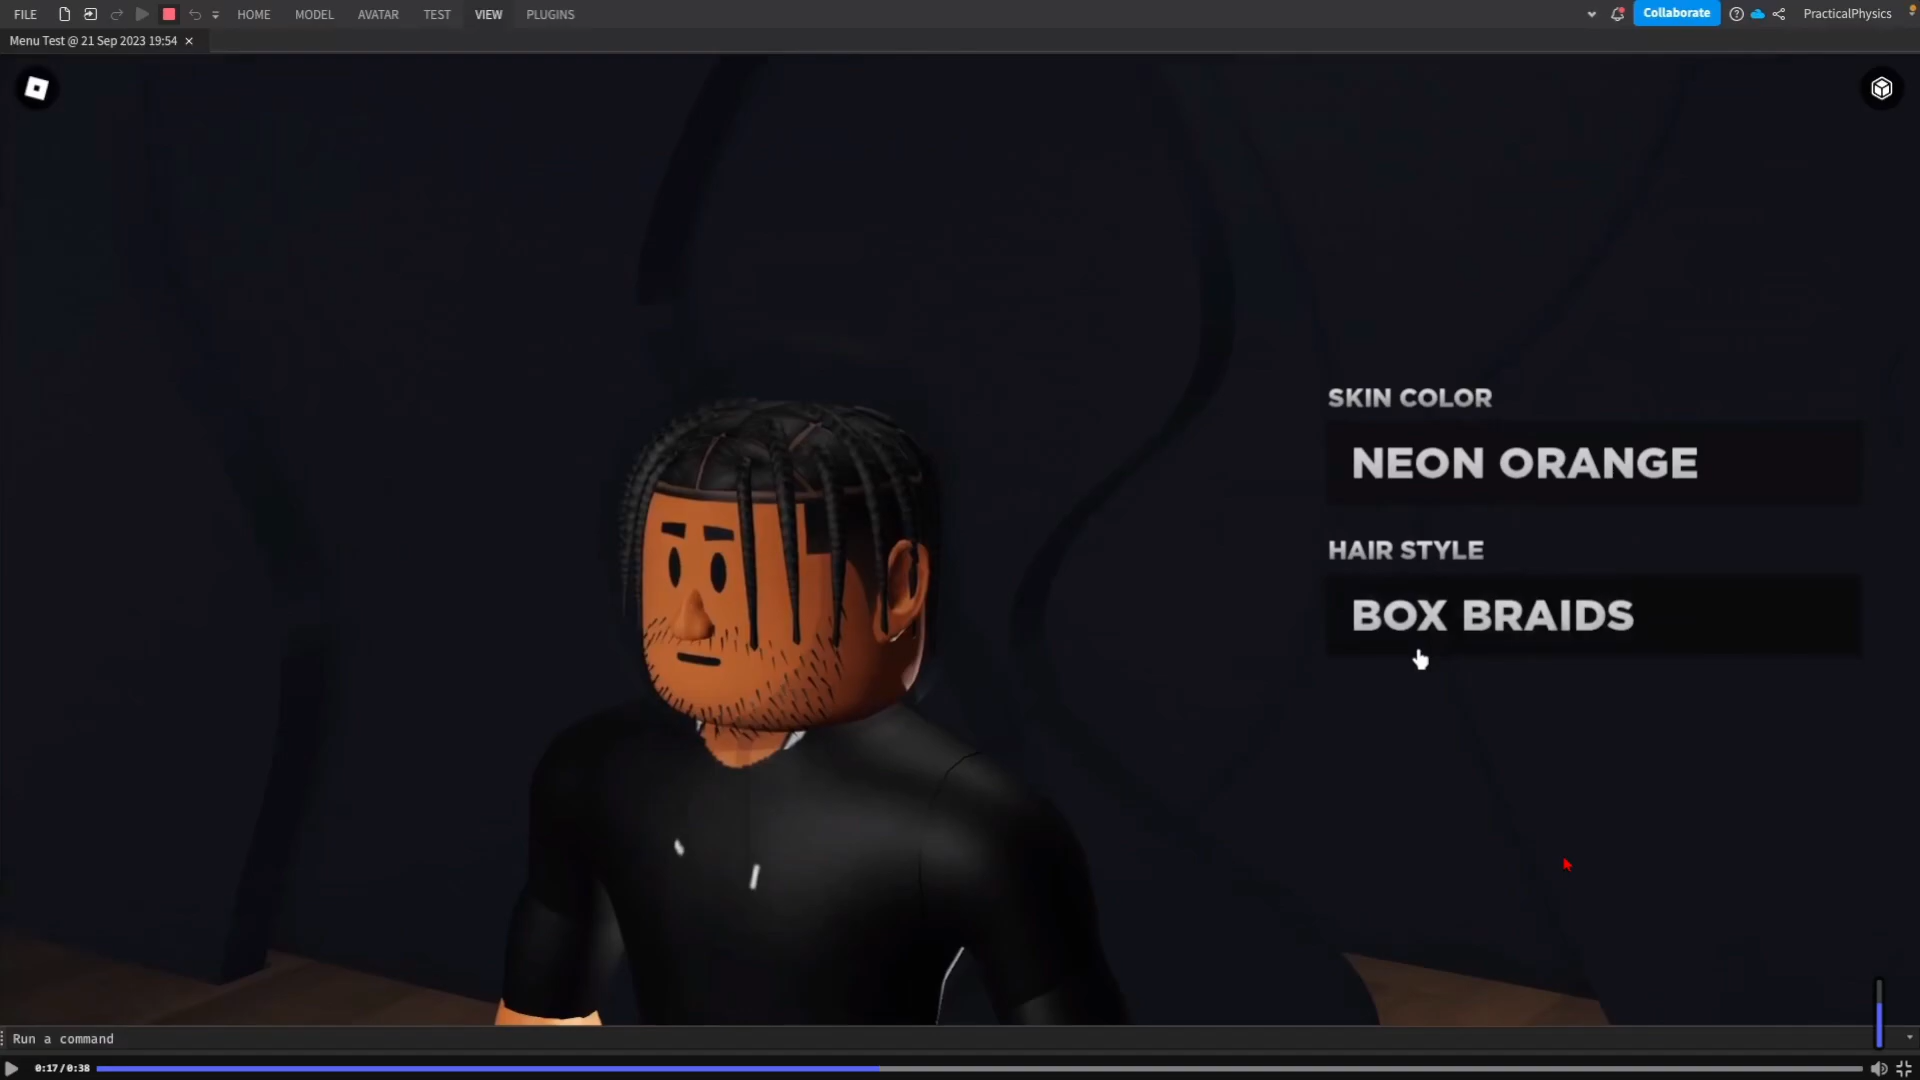 FILE HOME MODEL AVATAR TEST VIEW PLUGINS Collaborate PracticalPhysics
Menu Test @ 21 Sep 2023 19:54
SKIN COLOR
NEON ORANGE
HAIR STYLE
BOX BRAIDS
Run a command
0:17/0:38